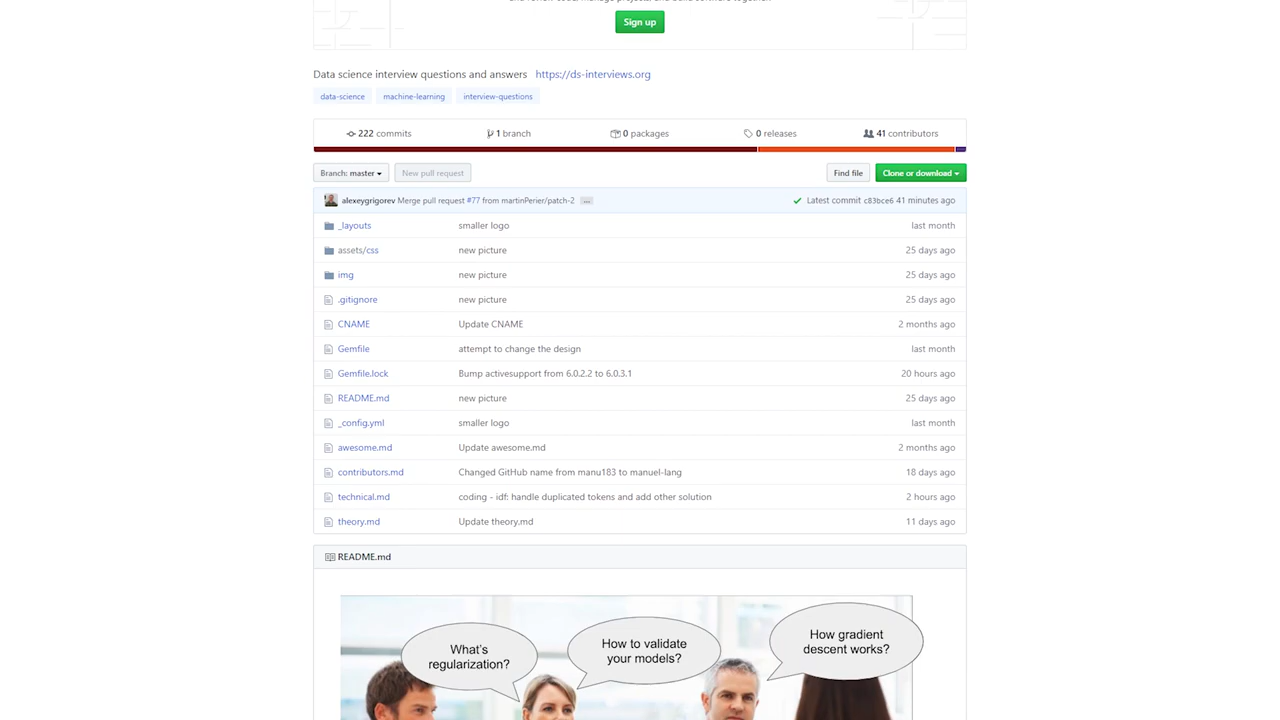 Sign up
Data science interview questions and answers https://ds-interviews.org
data-science machine-learning interview-questions
222 commits 1 branch 0 packages 0 releases 41 contributors
Branch: master New pull request Find file Clone or download
alexeygrigorev Merge pull request #77 from martinPerier/patch-2 ... Latest commit c83bce6 41 minutes ago
_layouts smaller logo last month
assets/css new picture 25 days ago
img new picture 25 days ago
.gitignore new picture 25 days ago
CNAME Update CNAME 2 months ago
Gemfile attempt to change the design last month
Gemfile.lock Bump activesupport from 6.0.2.2 to 6.0.3.1 20 hours ago
README.md new picture 25 days ago
_config.yml smaller logo last month
awesome.md Update awesome.md 2 months ago
contributors.md Changed GitHub name from manu183 to manuel-lang 18 days ago
technical.md coding - idf: handle duplicated tokens and add other solution 2 hours ago
theory.md Update theory.md 11 days ago
README.md
What's
regularization?
How to validate
your models?
How gradient
descent works?